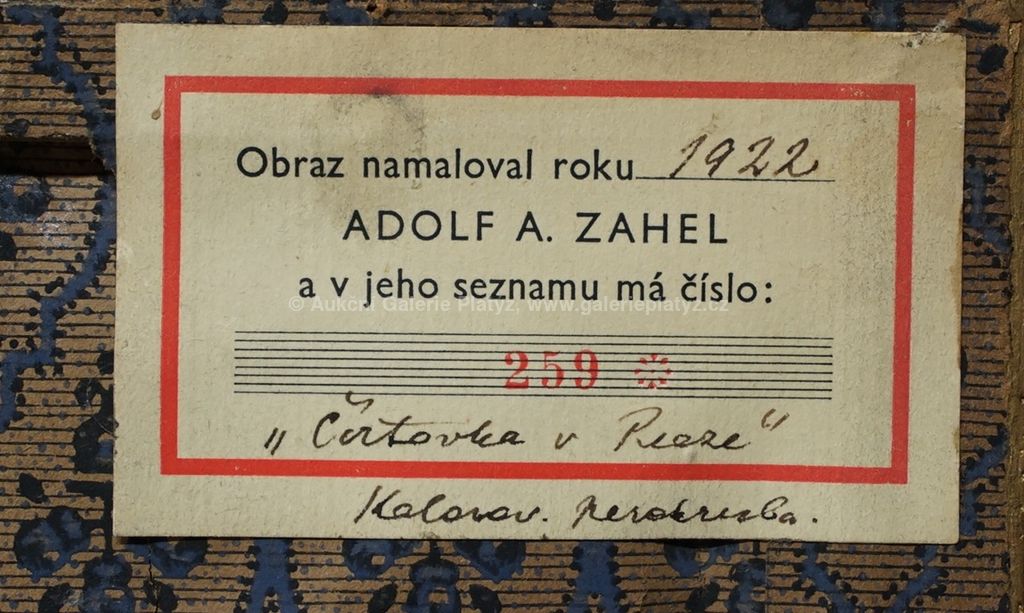 Obraz namaloval roku 1922
ADOLF A. ZAHEL
a v jeho seznamu má číslo:
© Aukční Galerie Platýz, www.galerieplatyz.cz
259
„Čertovka v Praze“
Kolorov. perokresba.